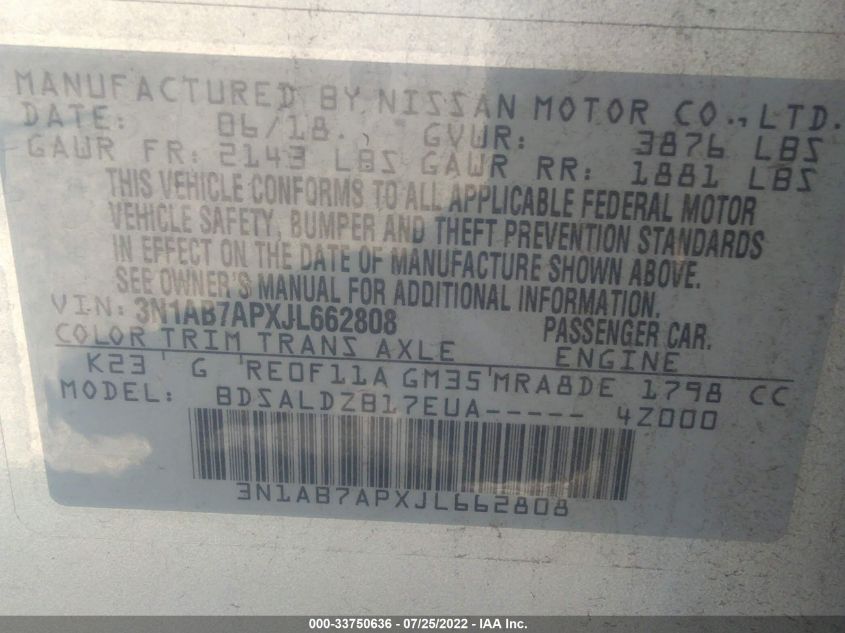 MANUFACTURED BY NISSAN MOTOR CO., LTD.
DATE: 06/18., GVWR: 3876 LBS
GAWR FR: 2143 LBS GAWR RR: 1881 LBS
THIS VEHICLE CONFORMS TO ALL APPLICABLE FEDERAL MOTOR
VEHICLE SAFETY, BUMPER AND THEFT PREVENTION STANDARDS
IN EFFECT ON THE DATE OF MANUFACTURE SHOWN ABOVE.
SEE OWNER'S MANUAL FOR ADDITIONAL INFORMATION.
VIN: 3N1AB7APXJL662808 PASSENGER CAR.
COLOR TRIM TRANS AXLE ENGINE
K23 ' G 'RE0F11A GM35'MRA8DE 1798 CC
MODEL: BDSALDZB17EUA----- 4Z000
3N1AB7APXJL662808
000-33750636 - 07/25/2022 - IAA Inc.